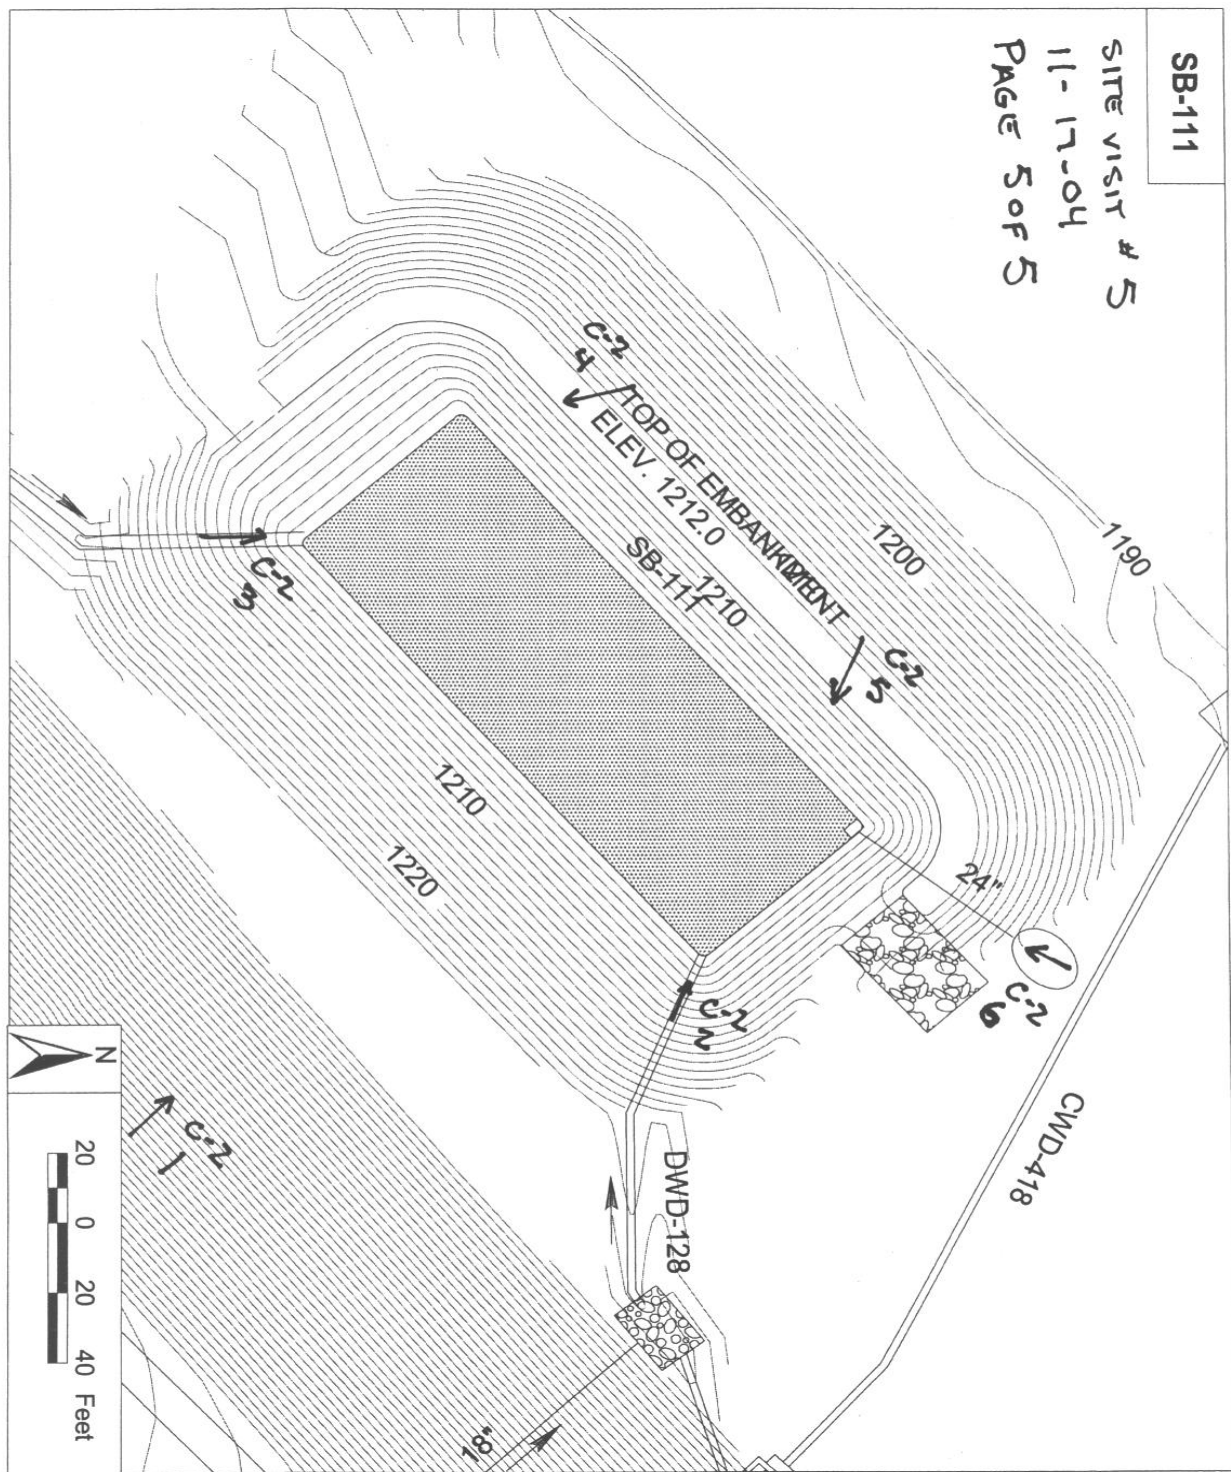 SB-111
SITE VISIT # 5
11-17-04
PAGE 5 OF 5
1190
1200
C-2
4
TOP OF EMBANKMENT
ELEV. 1212.0
1210
SB-111
C-2
5
C-2
3
1210
1220
24"
C-2
6
C-2
2
CWD-418
DWD-128
C-2
1
18"
N
20 0 20 40 Feet